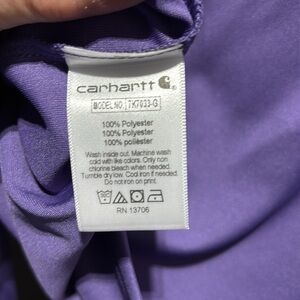 carhartt
MODEL NO. TK7033-G
100% Polyester
100% Polyester
100% poliéster
Wash inside out. Machine wash
cold with like colors. Only non
chlorine bleach when needed.
Tumble dry low. Cool iron if needed.
Do not iron on print.
RN 13706